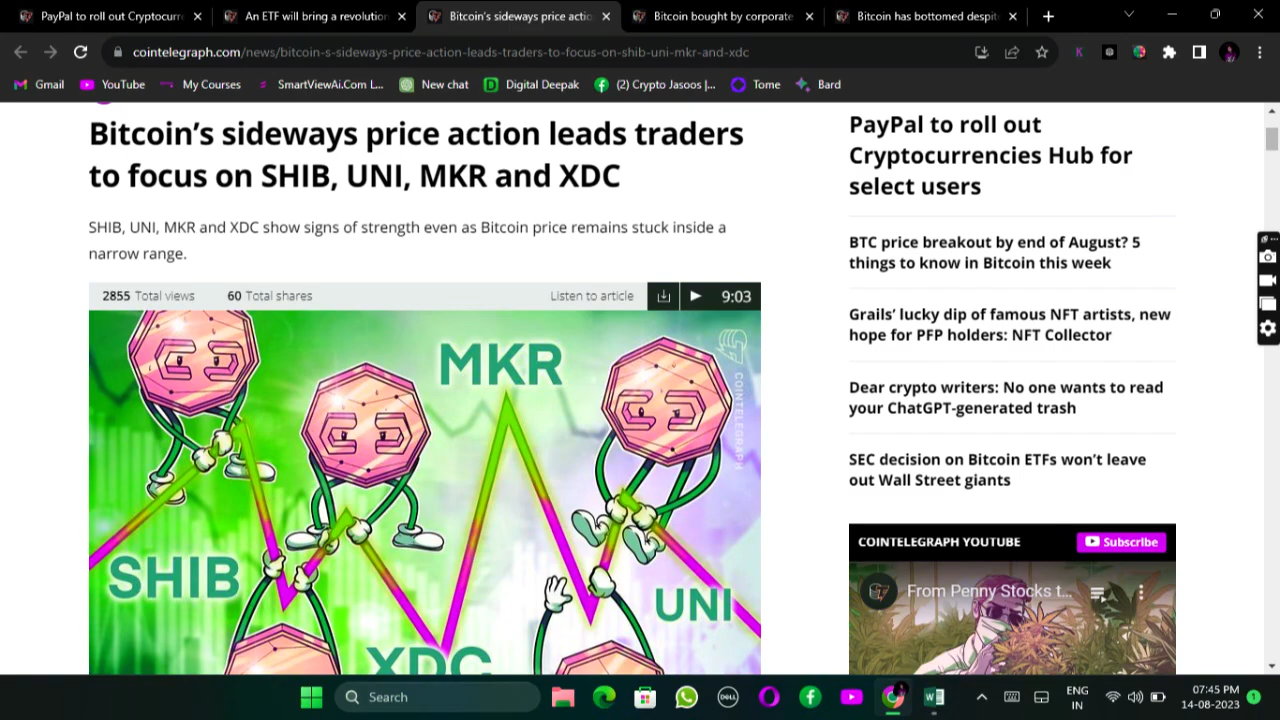 PayPal to roll out Cryptocurr
An ETF will bring a revolution
Bitcoin's sideways price actio
Bitcoin bought by corporate
Bitcoin has bottomed despit
cointelegraph.com/news/bitcoin-s-sideways-price-action-leads-traders-to-focus-on-shib-uni-mkr-and-xdc
K
Gmail
YouTube
My Courses
SmartViewAi.Com L...
New chat
Digital Deepak
(2) Crypto Jasoos |...
Tome
Bard
Bitcoin’s sideways price action leads traders
to focus on SHIB, UNI, MKR and XDC
SHIB, UNI, MKR and XDC show signs of strength even as Bitcoin price remains stuck inside a
narrow range.
2855 Total views
60 Total shares
Listen to article
9:03
MKR
COINTELEGRAPH
SHIB
UNI
XDC
PayPal to roll out
Cryptocurrencies Hub for
select users
BTC price breakout by end of August? 5
things to know in Bitcoin this week
Grails’ lucky dip of famous NFT artists, new
hope for PFP holders: NFT Collector
Dear crypto writers: No one wants to read
your ChatGPT-generated trash
SEC decision on Bitcoin ETFs won’t leave
out Wall Street giants
COINTELEGRAPH YOUTUBE
Subscribe
From Penny Stocks t...
Search
DELL
W
ENG
IN
07:45 PM
14-08-2023
1